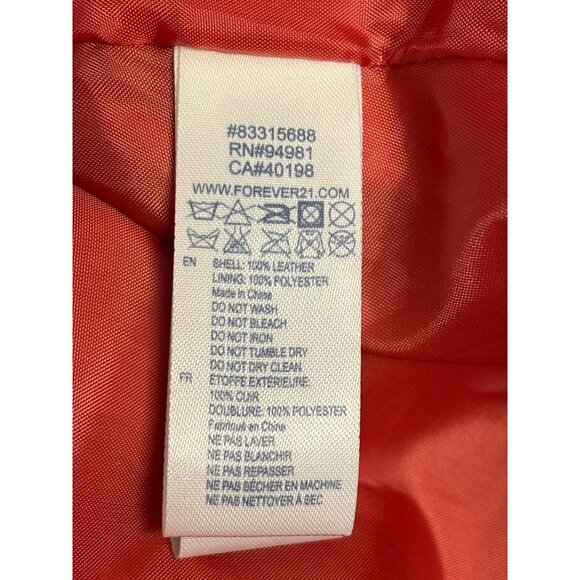 #83315688
RN#94981
CA#40198
WWW.FOREVER21.COM
EN SHELL: 100% LEATHER
LINING: 100% POLYESTER
Made in China
DO NOT WASH
DO NOT BLEACH
DO NOT IRON
DO NOT TUMBLE DRY
DO NOT DRY CLEAN
FR ÉTOFFE EXTÉRIEURE:
100% CUIR
DOUBLURE: 100% POLYESTER
Fabriqué en Chine
NE PAS LAVER
NE PAS BLANCHIR
NE PAS REPASSER
NE PAS SÉCHER EN MACHINE
NE PAS NETTOYER À SEC